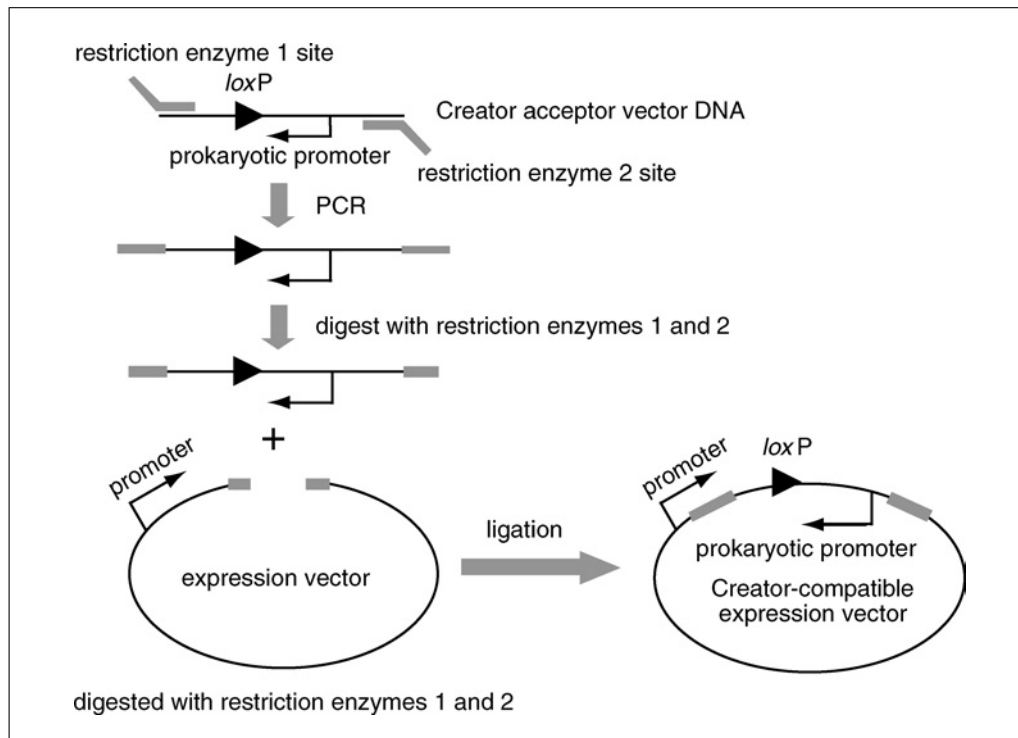 restriction enzyme 1 site
loxP
Creator acceptor vector DNA
prokaryotic promoter
restriction enzyme 2 site
PCR
digest with restriction enzymes 1 and 2
+
promoter
expression vector
ligation
promoter
loxP
prokaryotic promoter
Creator-compatible
expression vector
digested with restriction enzymes 1 and 2